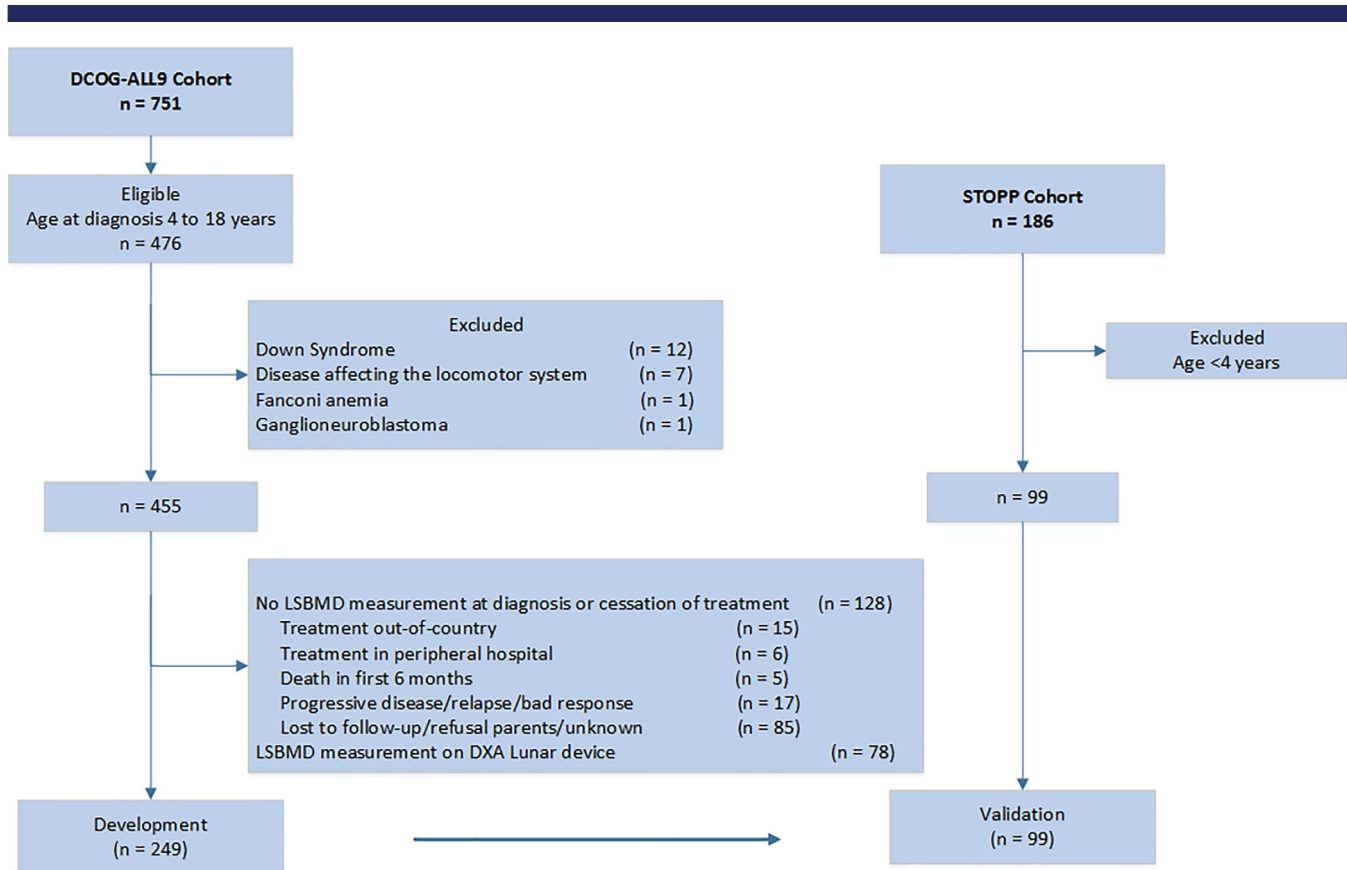 DCOG-ALL9 Cohort
n = 751
Eligible
Age at diagnosis 4 to 18 years
n = 476
Excluded
Down Syndrome (n = 12)
Disease affecting the locomotor system (n = 7)
Fanconi anemia (n = 1)
Ganglioneuroblastoma (n = 1)
n = 455
No LSBMD measurement at diagnosis or cessation of treatment (n = 128)
Treatment out-of-country (n = 15)
Treatment in peripheral hospital (n = 6)
Death in first 6 months (n = 5)
Progressive disease/relapse/bad response (n = 17)
Lost to follow-up/refusal parents/unknown (n = 85)
LSBMD measurement on DXA Lunar device (n = 78)
Development
(n = 249)
STOPP Cohort
n = 186
Excluded
Age <4 years
n = 99
Validation
(n = 99)